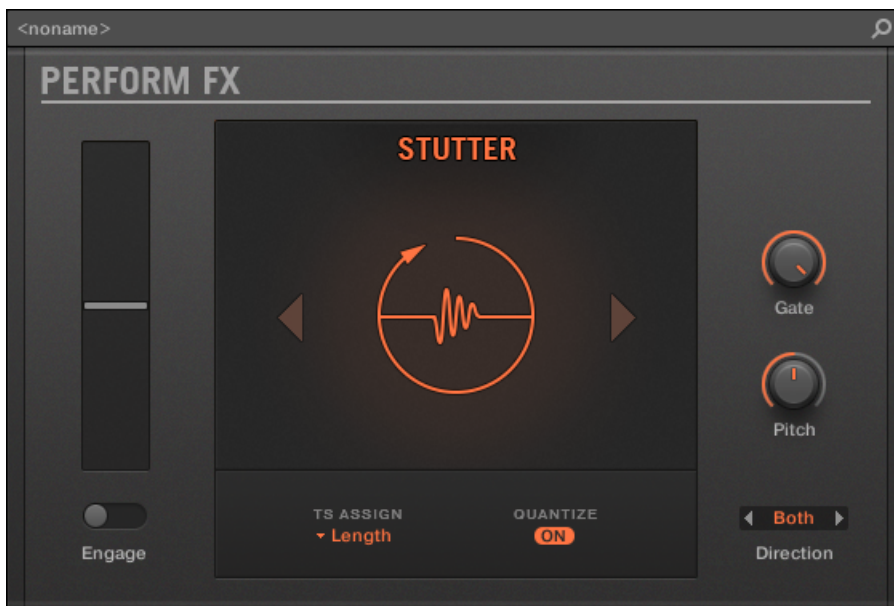 <noname>
PERFORM FX
STUTTER
Gate
Pitch
TS ASSIGN
Length
QUANTIZE
ON
Both
Engage
Direction